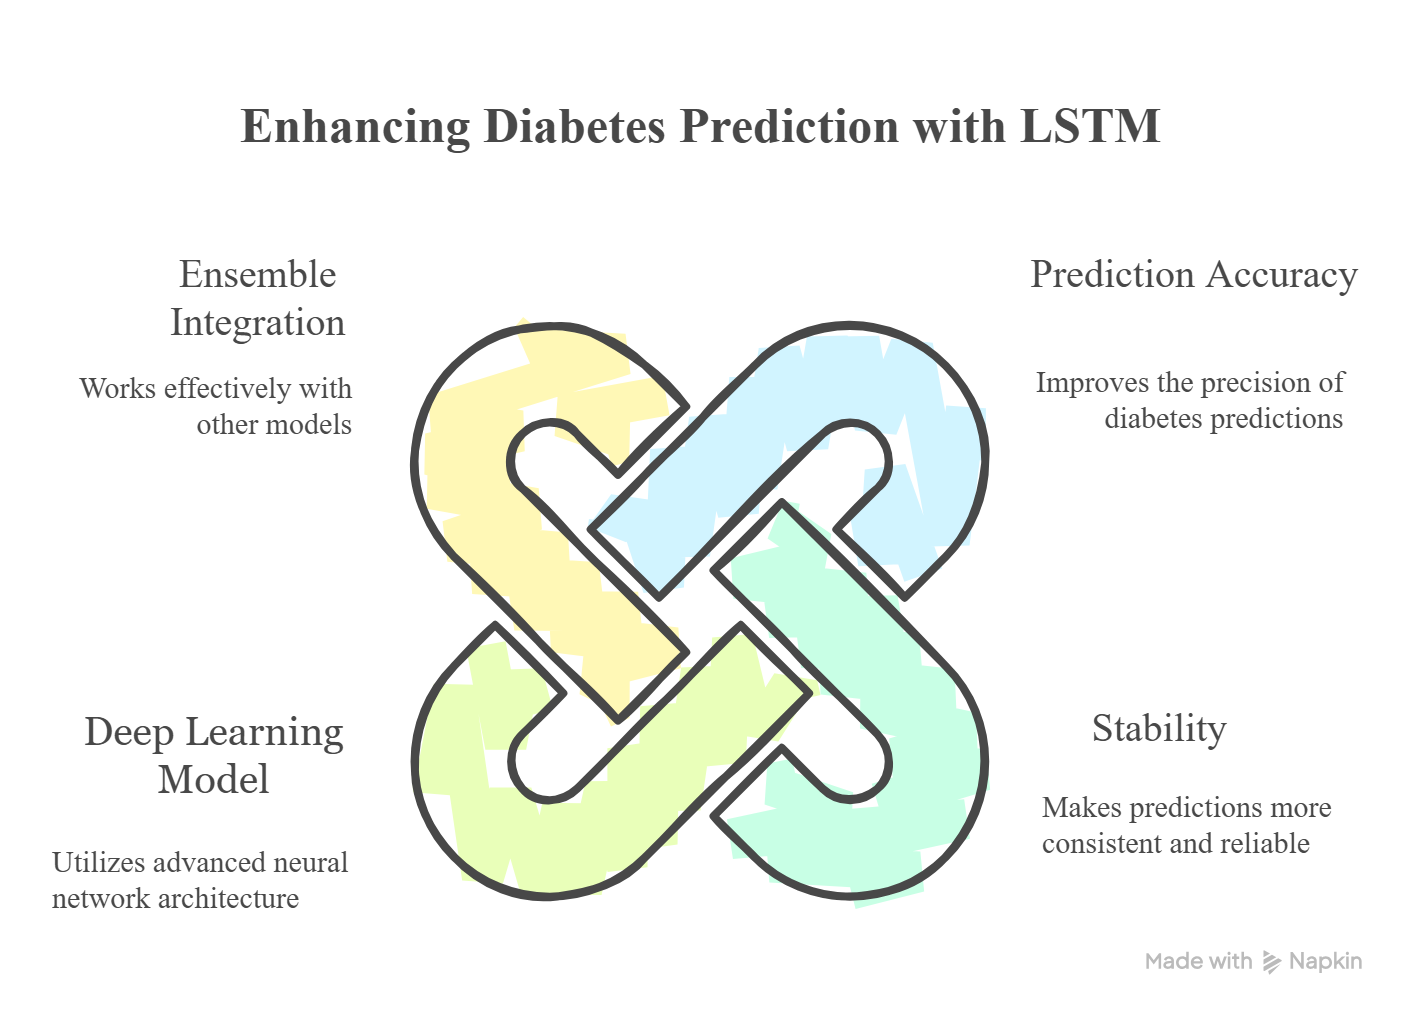 Enhancing Diabetes Prediction with LSTM
Ensemble
Integration
Works effectively with
other models
Prediction Accuracy
Improves the precision of
diabetes predictions
Deep Learning
Model
Utilizes advanced neural
network architecture
Stability
Makes predictions more
consistent and reliable
Made with Napkin